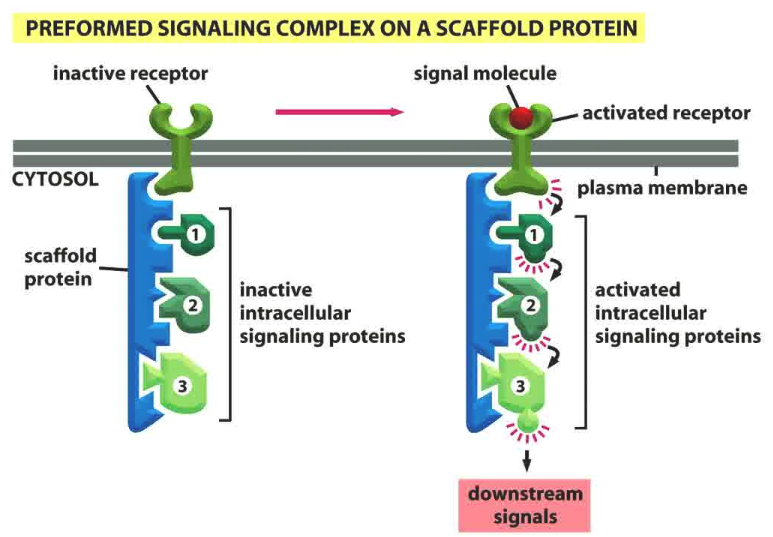 PREFORMED SIGNALING COMPLEX ON A SCAFFOLD PROTEIN
inactive receptor
signal molecule
activated receptor
CYTOSOL
plasma membrane
scaffold
protein
1
2
3
inactive
intracellular
signaling proteins
1
2
3
activated
intracellular
signaling proteins
downstream
signals